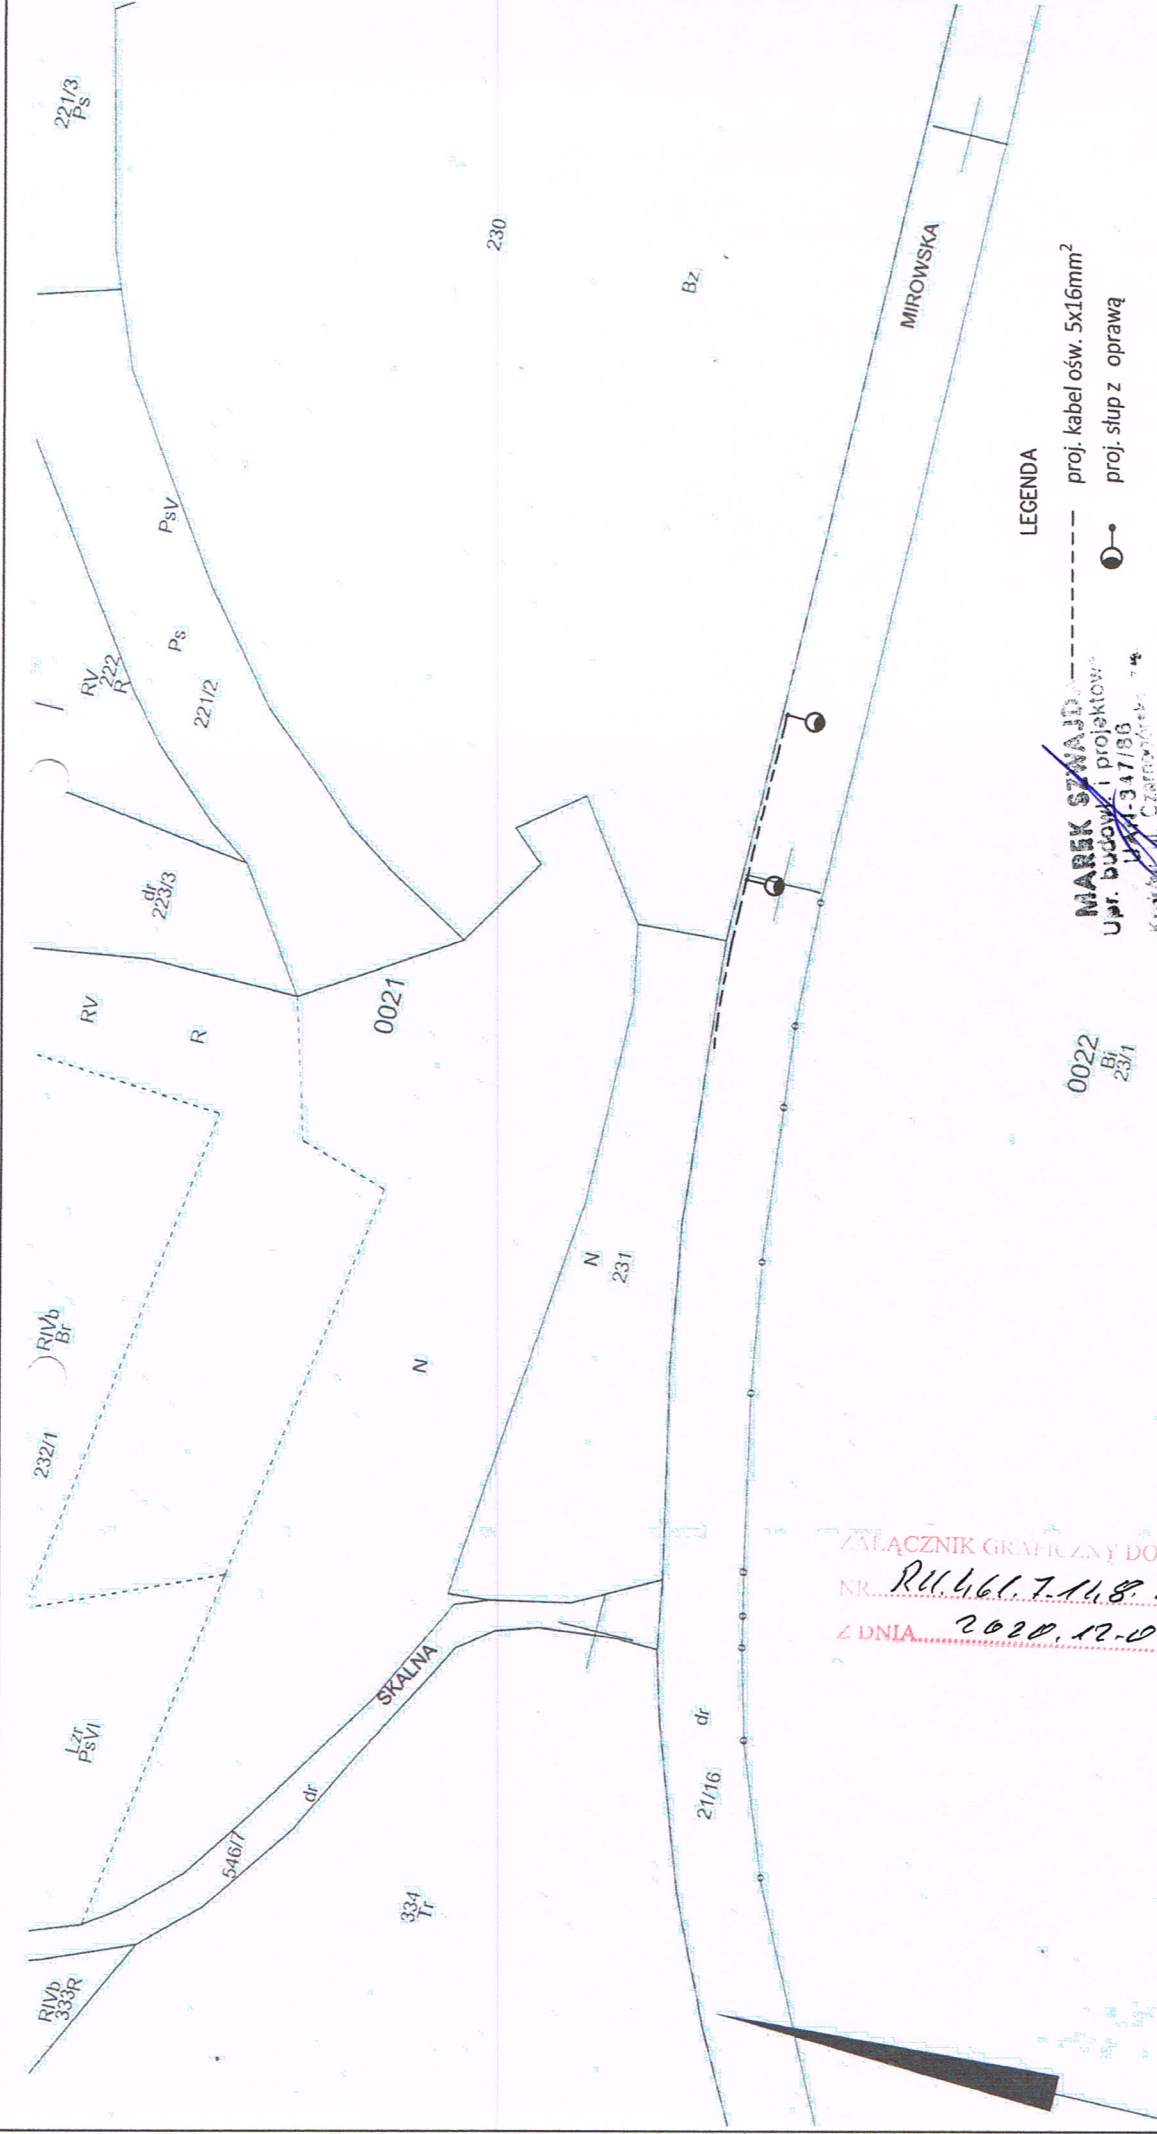 221/3
Ps
230
Bz
MIROWSKA
PsV
Ps
221/2
RV
222
R
dr
223/3
RV
R
0021
RIVb
Br
232/1
N
N
231
Lzr
PsVI
SKALNA
dr
546/7
334
Tr
RIVb
333R
dr
21/16
0022
Bi
23/1
LEGENDA
proj. kabel ośw. 5x16mm²
proj. słup z oprawą
MAREK SZWAJD
Upr. budowl. i projektow
347/86
ZAŁĄCZNIK GRAFICZNY DO
NR
Z DNIA 2020.12.0